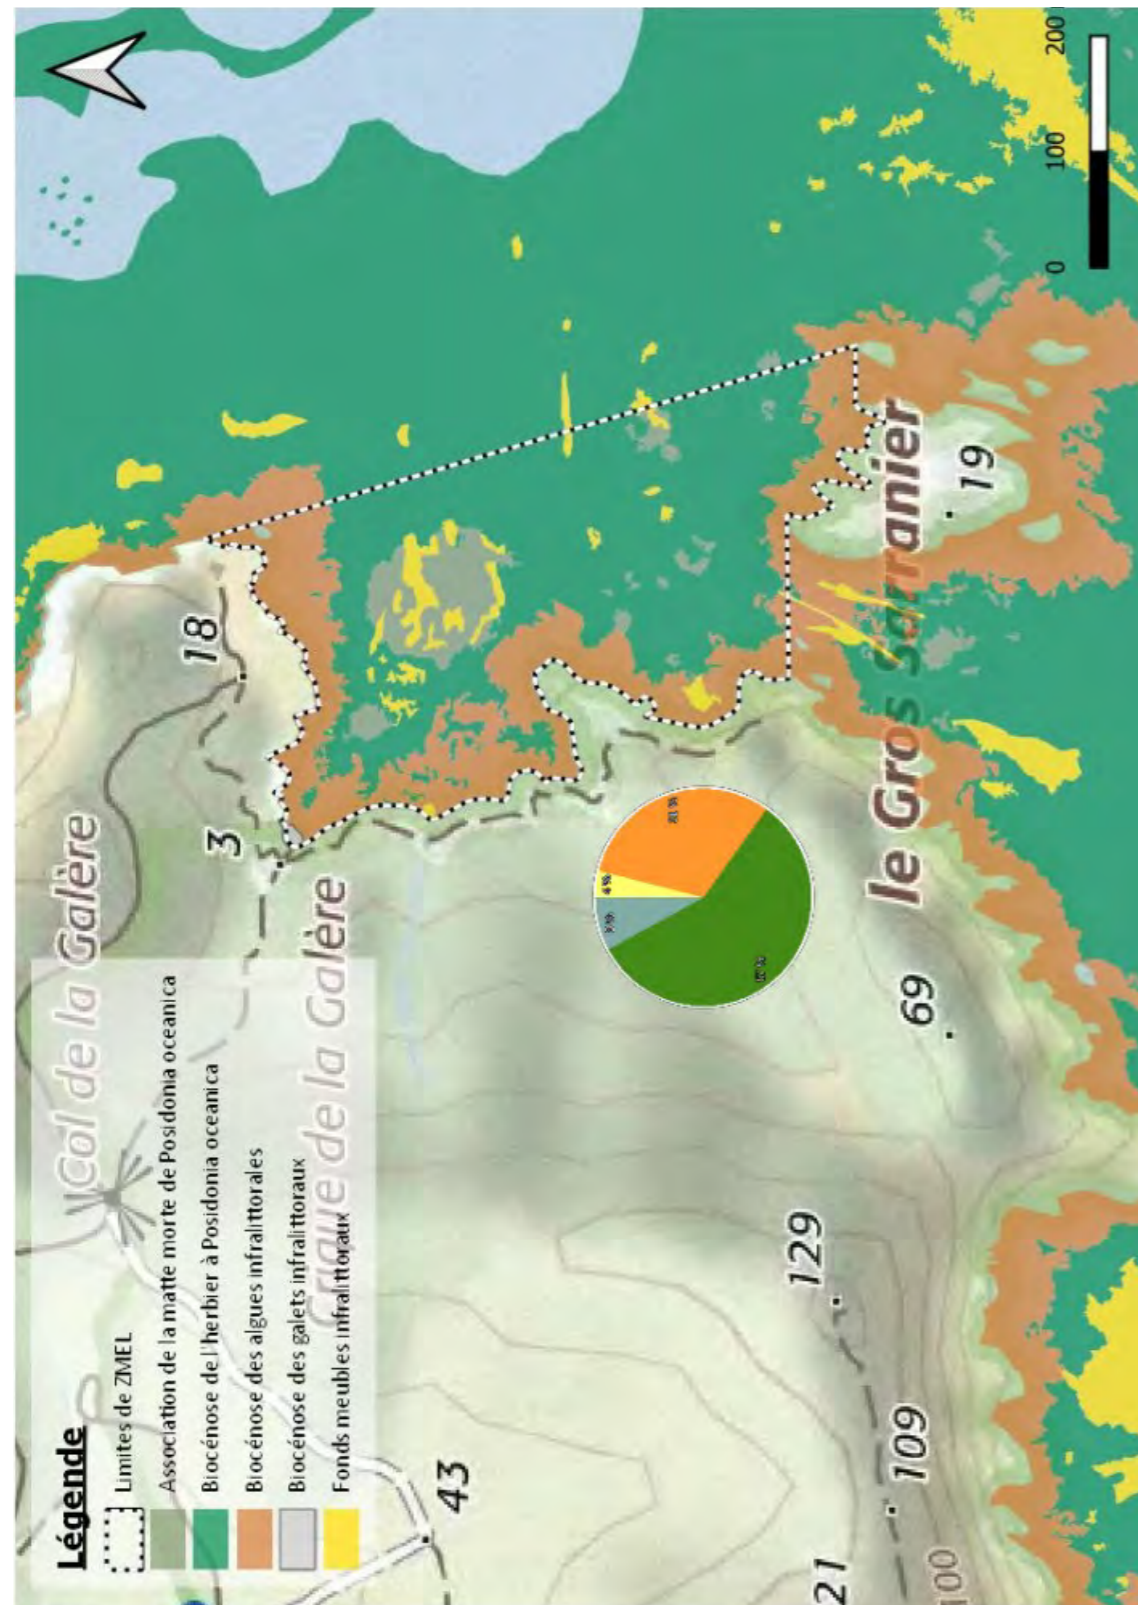 Légende
Limites de ZMEL
Association de la matte morte de Posidonia oceanica
Biocénose de l'herbier à Posidonia oceanica
Biocénose des algues infralittorales
Biocénose des galets infralittoraux
Fonds meubles infralittoraux
Col de la Galère
Crique de la Galère
le Gros Sarranier
3
18
19
43
69
129
109
21
100
4 %
0
100
200